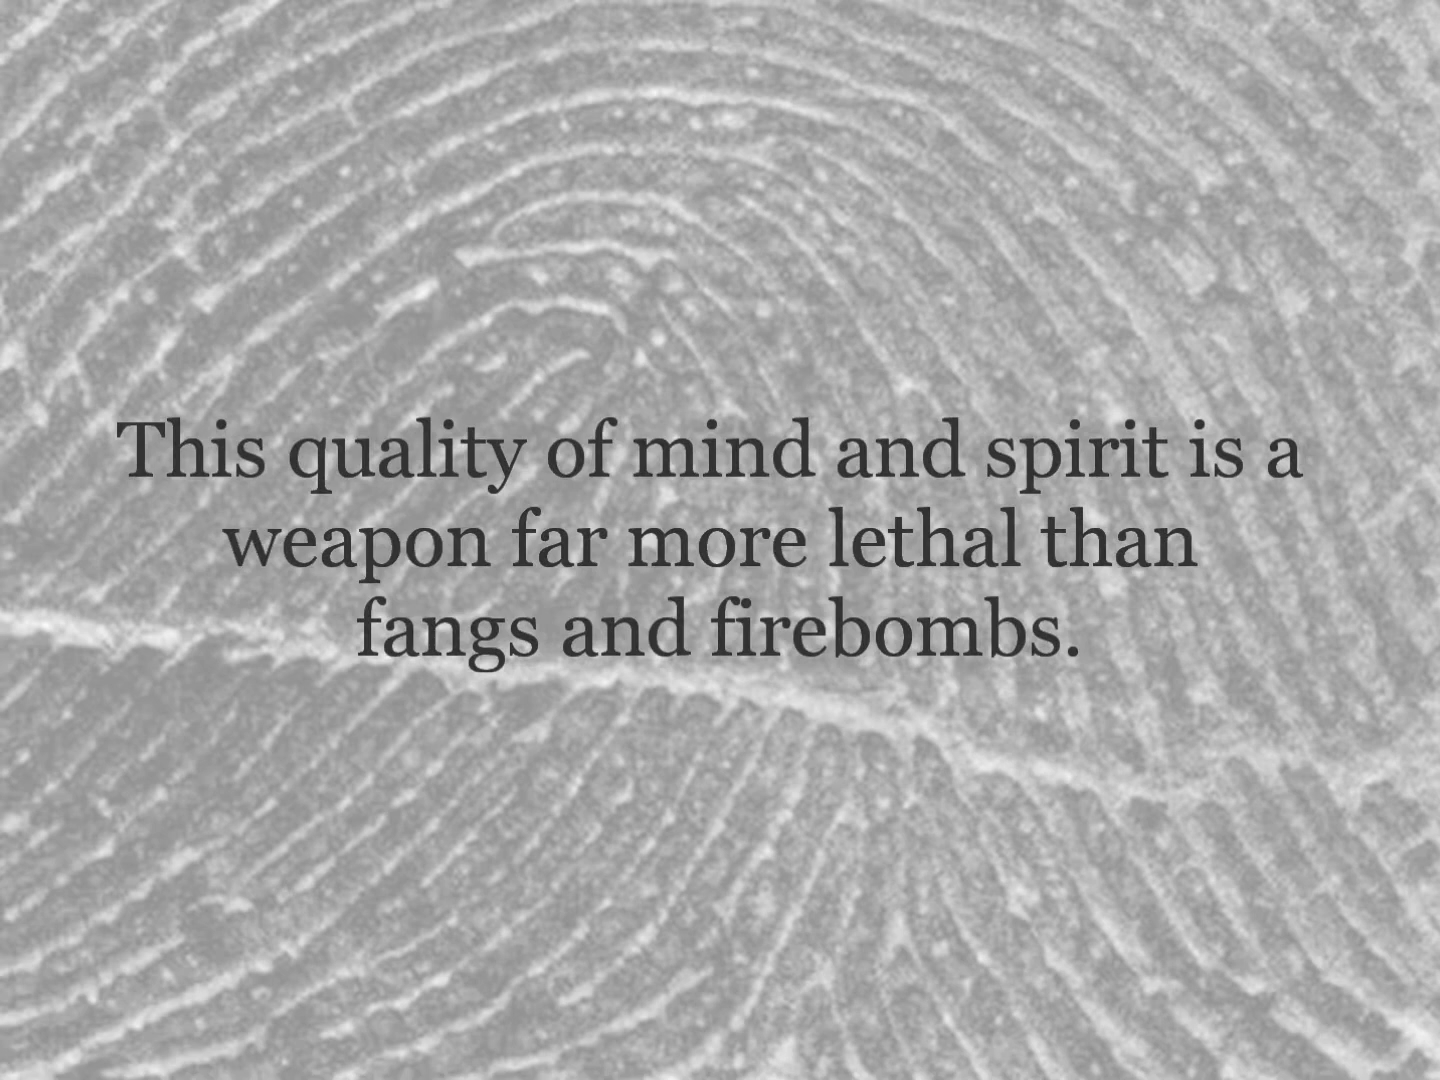 This quality of mind and spirit is a
weapon far more lethal than
fangs and firebombs.